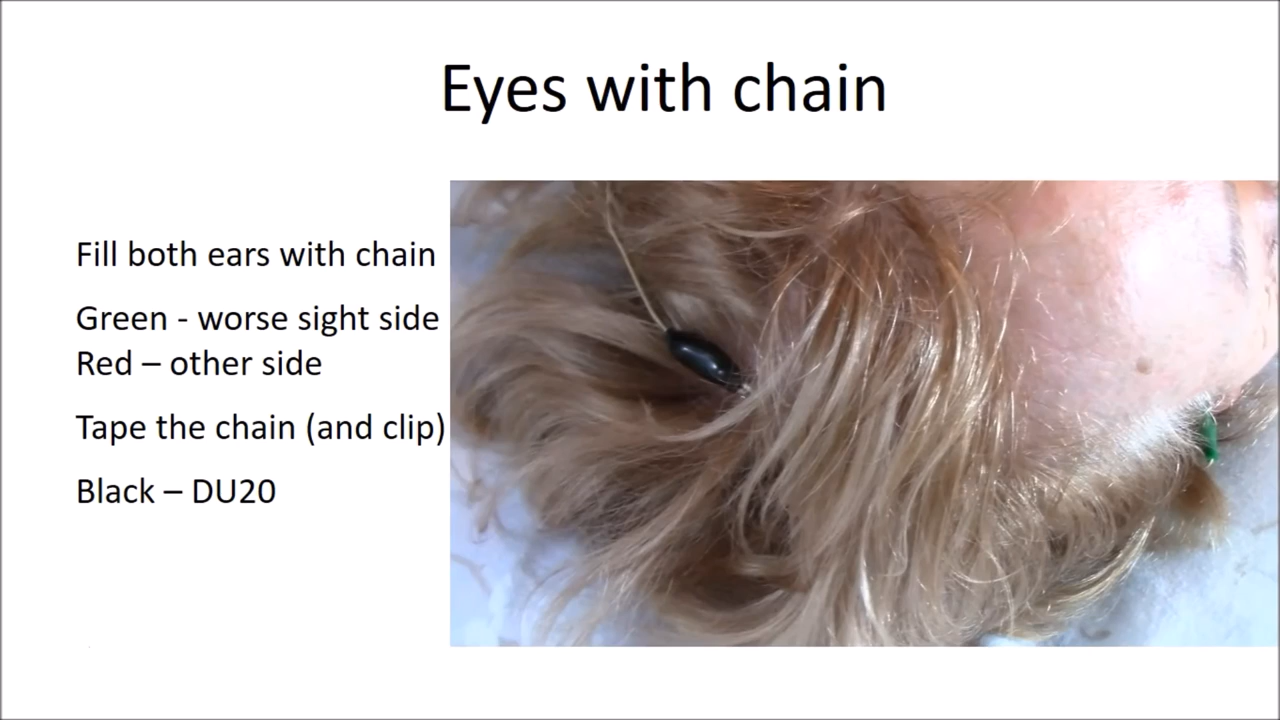 Eyes with chain
Fill both ears with chain
Green - worse sight side
Red – other side
Tape the chain (and clip)
Black – DU20